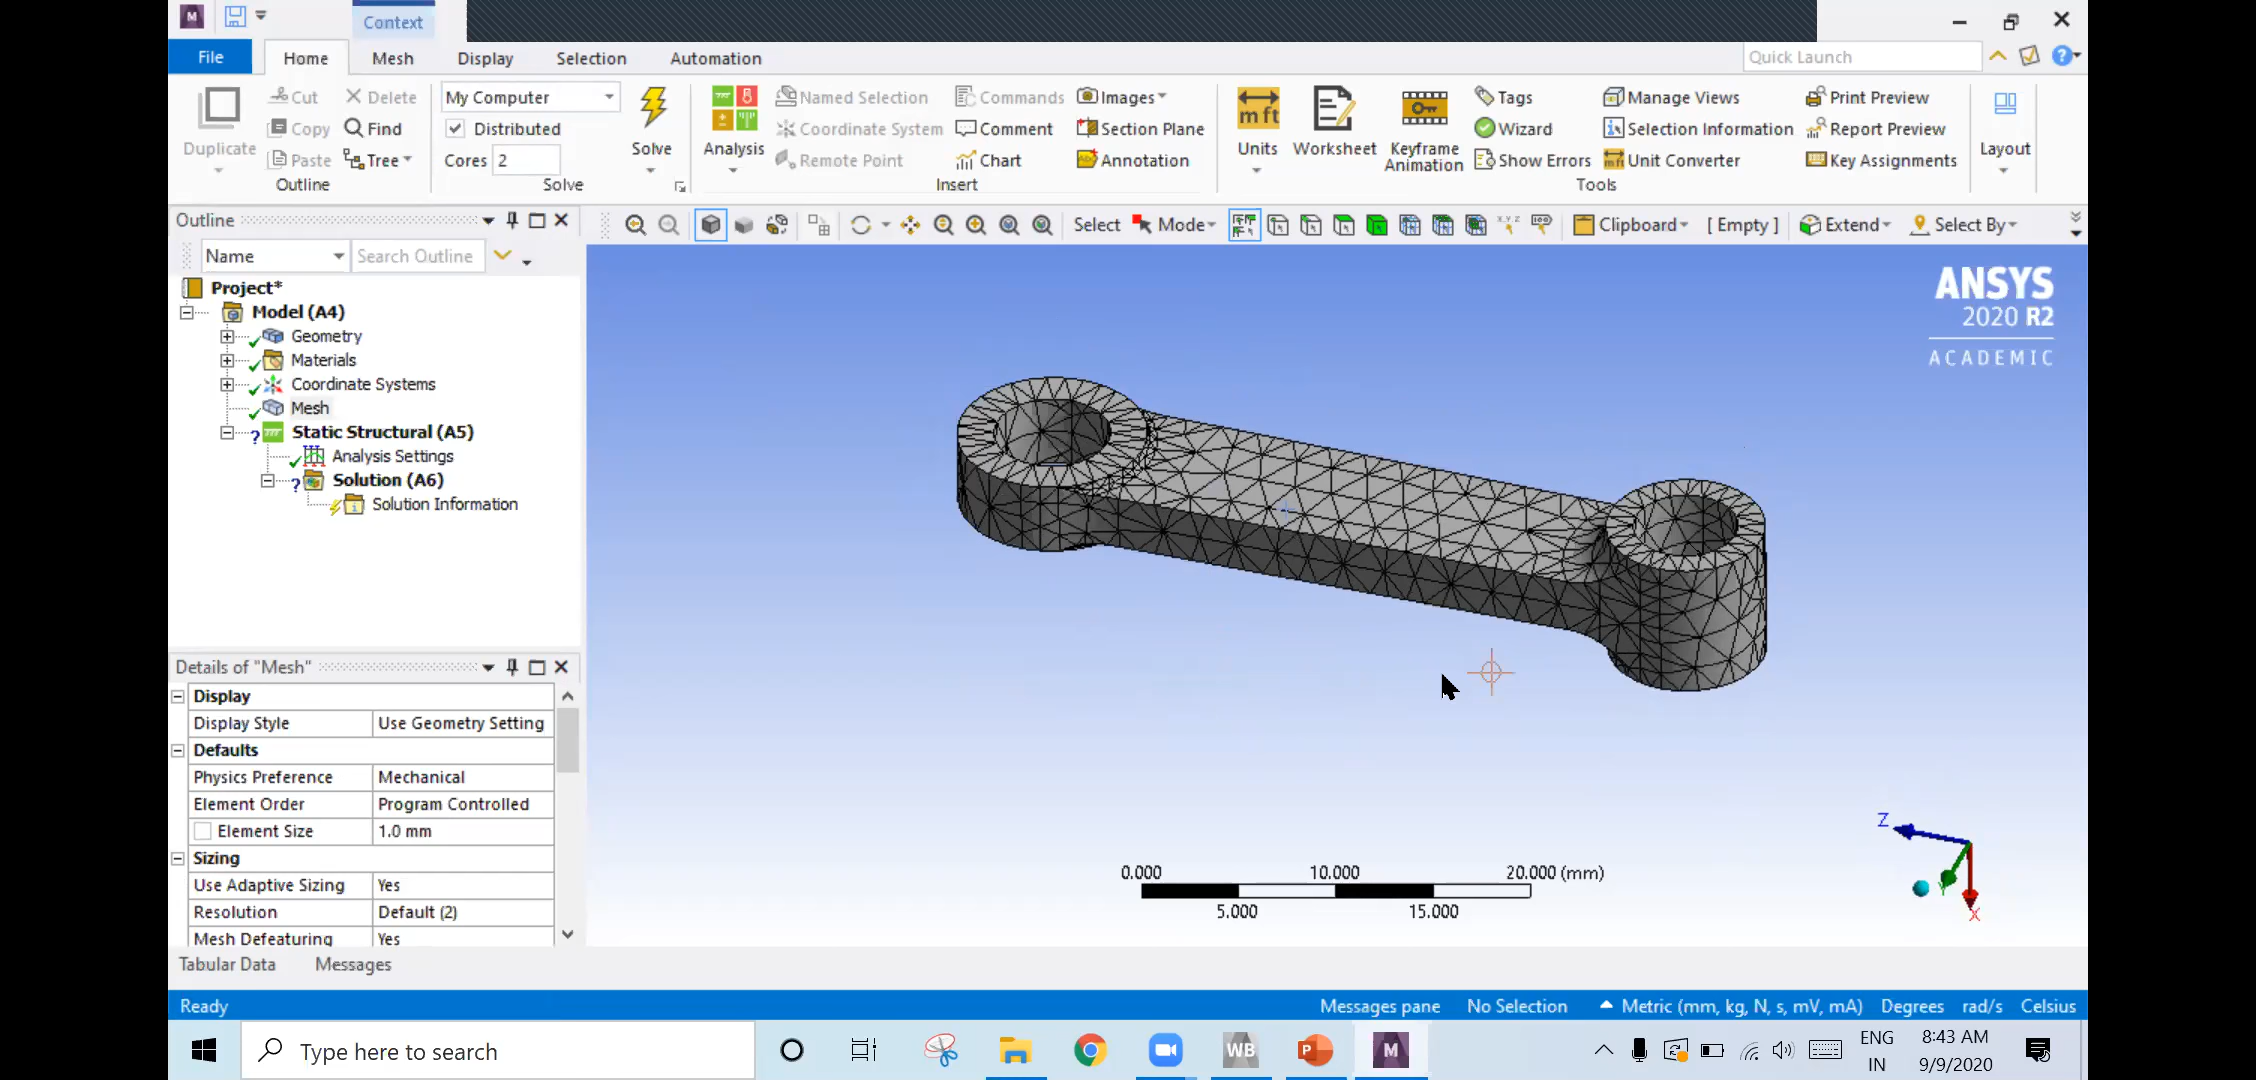 M Context
File Home Mesh Display Selection Automation Quick Launch
Cut Delete My Computer Named Selection Commands Images Tags Manage Views Print Preview
Copy Find Distributed Coordinate System Comment Section Plane Wizard Selection Information Report Preview
Duplicate Paste Tree Cores 2 Solve Analysis Remote Point Chart Annotation Units Worksheet Keyframe Animation Show Errors Unit Converter Key Assignments Layout
Outline Solve Insert Tools
Outline Select Mode Clipboard [ Empty ] Extend Select By
Name Search Outline
Project*
Model (A4)
Geometry
Materials
Coordinate Systems
Mesh
Static Structural (A5)
Analysis Settings
Solution (A6)
Solution Information
ANSYS
2020 R2
ACADEMIC
Details of "Mesh"
Display
Display Style Use Geometry Setting
Defaults
Physics Preference Mechanical
Element Order Program Controlled
Element Size 1.0 mm
Sizing
Use Adaptive Sizing Yes
Resolution Default (2)
Mesh Defeaturing Yes
Z
Y
X
0.000 10.000 20.000 (mm)
5.000 15.000
Tabular Data Messages
Ready Messages pane No Selection Metric (mm, kg, N, s, mV, mA) Degrees rad/s Celsius
Type here to search WB P M ENG IN 8:43 AM 9/9/2020